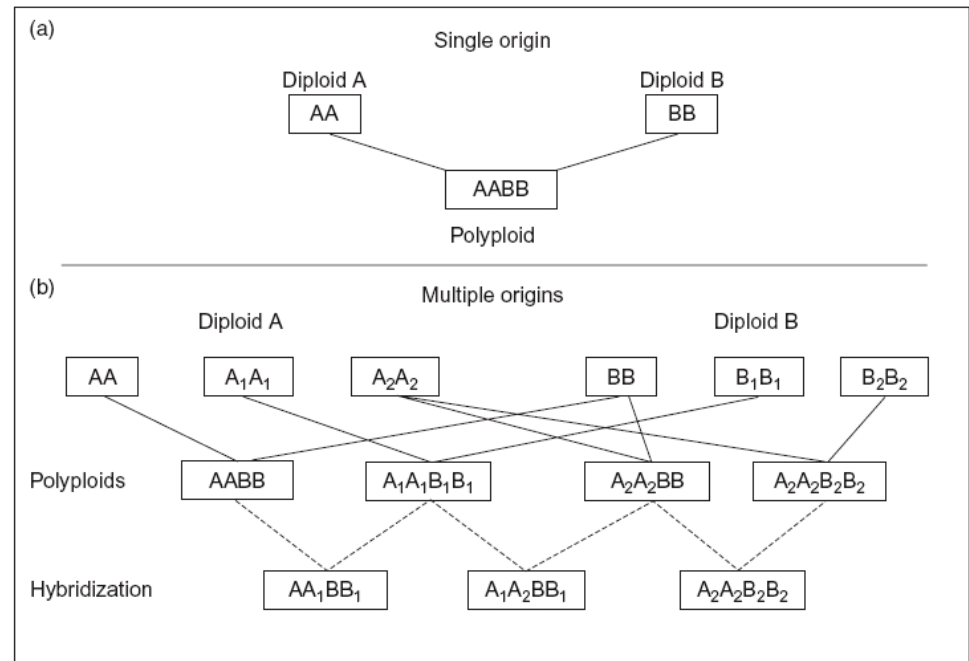 (a)
Single origin
Diploid A Diploid B
AA BB
AABB
Polyploid
(b)
Multiple origins
Diploid A Diploid B
AA A₁A₁ A₂A₂ BB B₁B₁ B₂B₂
Polyploids AABB A₁A₁B₁B₁ A₂A₂BB A₂A₂B₂B₂
Hybridization AA₁BB₁ A₁A₂BB₁ A₂A₂B₂B₂